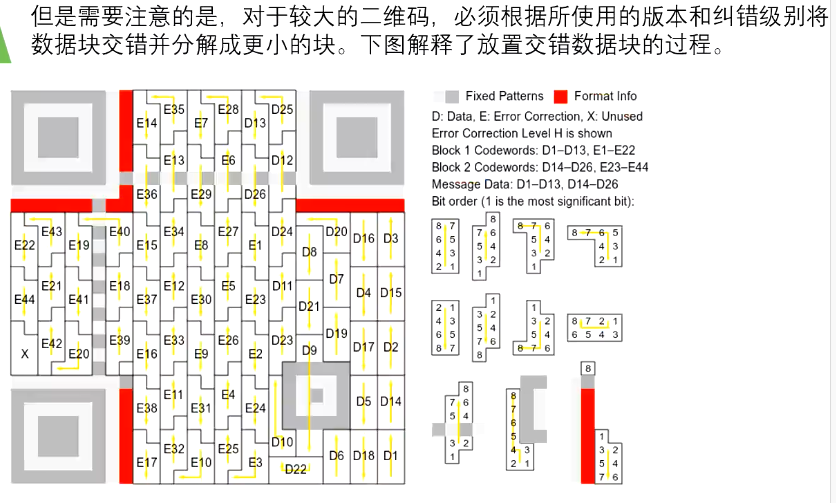 但是需要注意的是，对于较大的二维码，必须根据所使用的版本和纠错级别将
数据块交错并分解成更小的块。下图解释了放置交错数据块的过程。
Fixed Patterns Format Info
D: Data, E: Error Correction, X: Unused
Error Correction Level H is shown
Block 1 Codewords: D1–D13, E1–E22
Block 2 Codewords: D14–D26, E23–E44
Message Data: D1–D13, D14–D26
Bit order (1 is the most significant bit):
E35 E28 D25
E14 E7 D13
E13 E6 D12
E36 E29 D26
E43 E40 E34 E27 D24 D20
E22 E19 E15 E8 E1 D8 D16 D3
E21 E18 E12 E5 D11 D7
E44 E41 E37 E30 E23 D21 D4 D15
E42 E39 E33 E26 D23 D19
X E20 E16 E9 E2 D9 D17 D2
E11 E4 D5 D14
E38 E31 E24
E32 E25 D10 D6 D18 D1
E17 E10 E3 D22
8 7
6 5
4 3
2 1
8
7 6
5 4
3 2
1
8 7 6
5 4
3 2
1
8 7 6 5
4 3
2 1
2 1
4 3
6 5
8 7
1
3 2
5 4
7 6
8
1
3 2
5 4
8 7 6
8 7 2 1
6 5 4 3
8
7 6
5 4
3 2
1
8
7
6
5
4 3
2 1
8
1
3 2
5 4
7 6